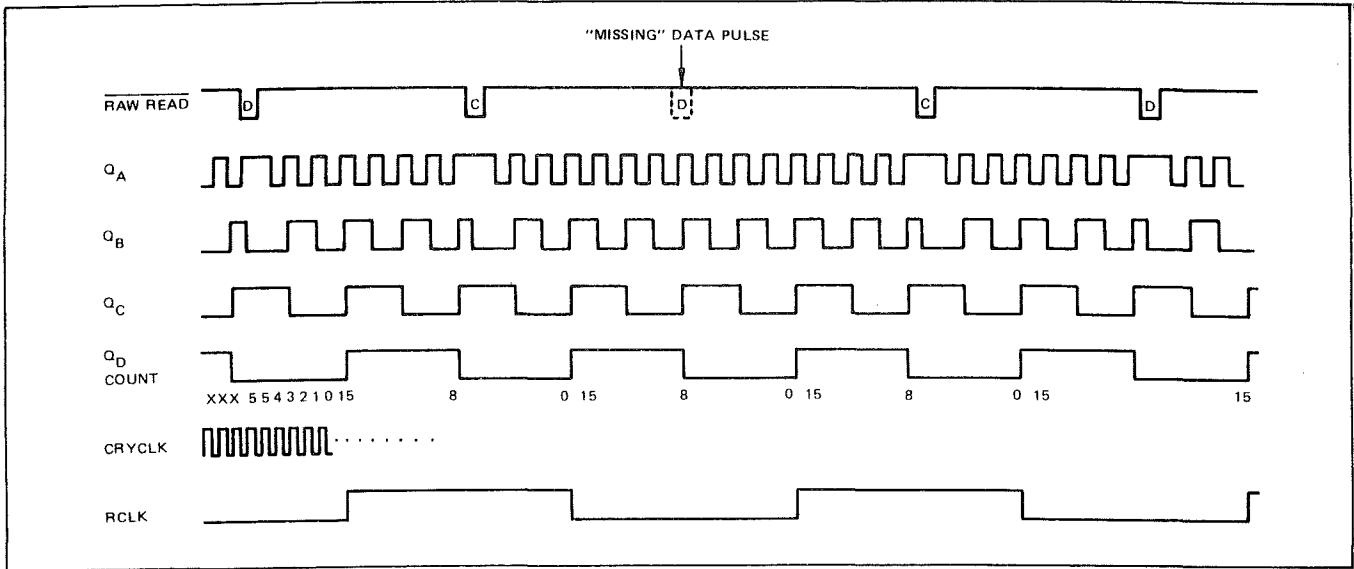 "MISSING" DATA PULSE
RAW READ D C D C D
QA
QB
QC
QD
COUNT
XXX 5 5 4 3 2 1 0 15 8 0 15 8 0 15 8 0 15 15
CRYCLK
RCLK